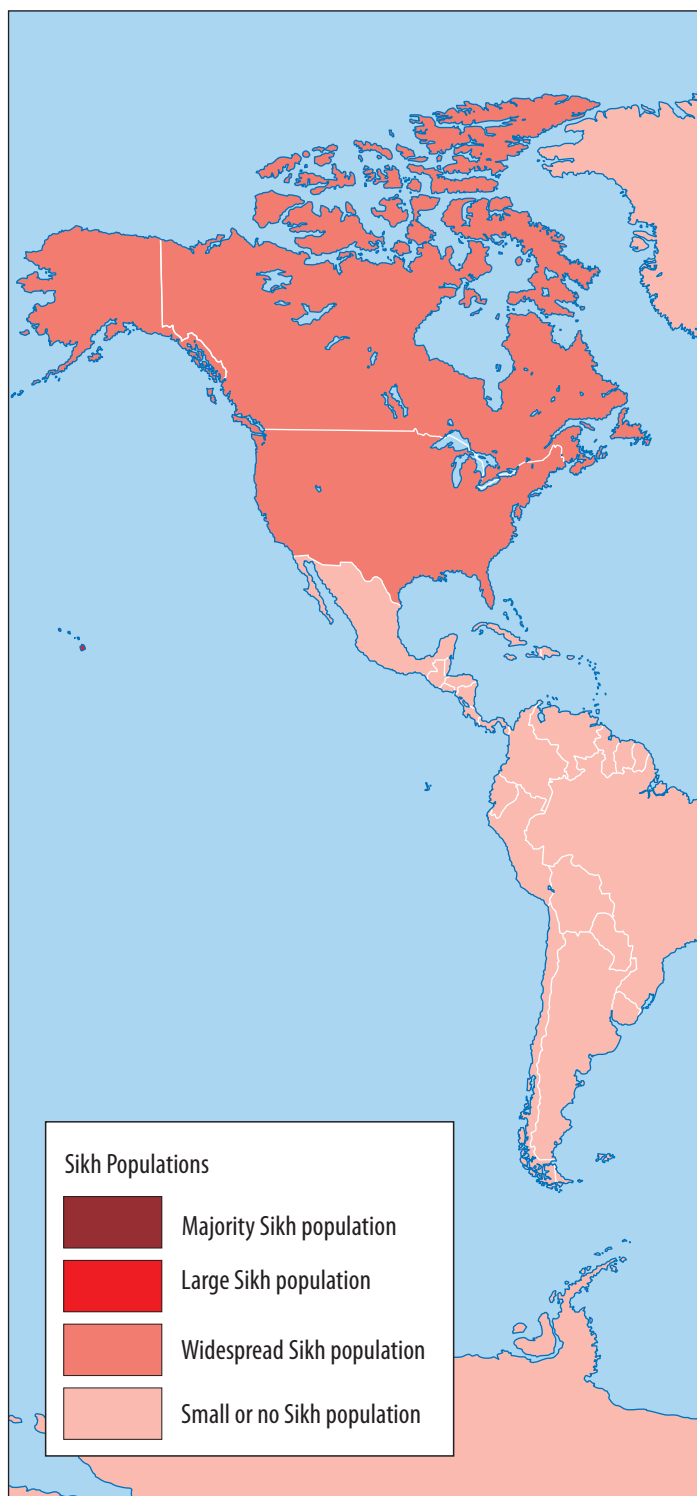 Sikh Populations
Majority Sikh population
Large Sikh population
Widespread Sikh population
Small or no Sikh population